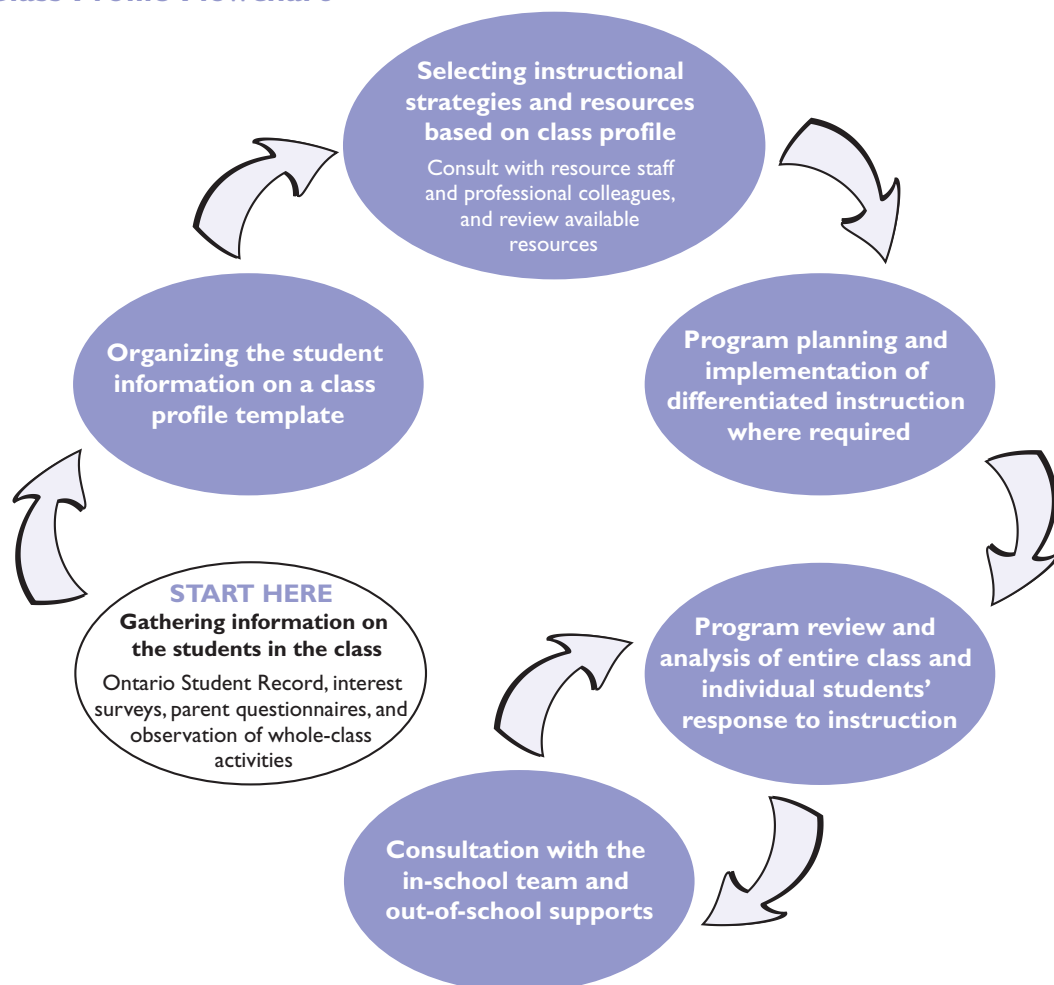 START HERE
Gathering information on
the students in the class
Ontario Student Record, interest
surveys, parent questionnaires, and
observation of whole-class
activities
Organizing the student
information on a class
profile template
Selecting instructional
strategies and resources
based on class profile
Consult with resource staff
and professional colleagues,
and review available
resources
Program planning and
implementation of
differentiated instruction
where required
Program review and
analysis of entire class and
individual students’
response to instruction
Consultation with the
in-school team and
out-of-school supports